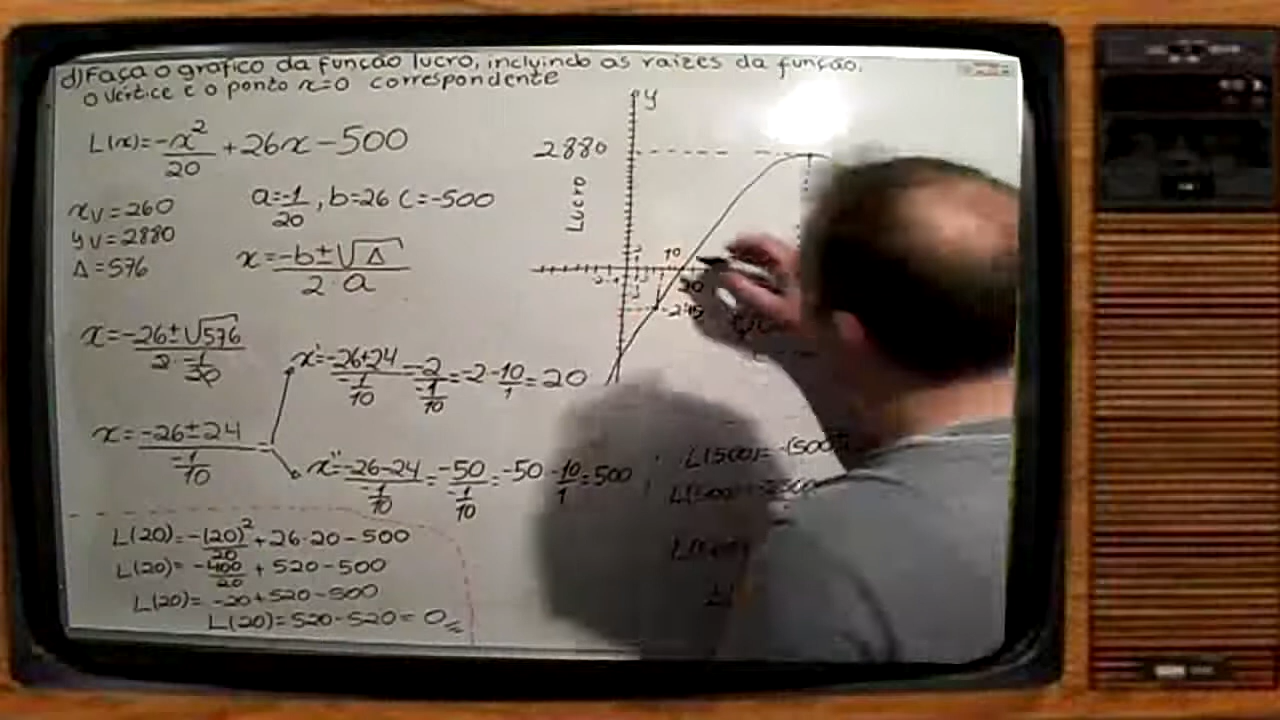 d) Faça o gráfico da função lucro, incluindo as raízes da função,
o vértice e o ponto x=0 correspondente
L(x)=-x²/20+26x-500
xv=260
yv=2880
Δ=576
a=-1/20, b=26 c=-500
x=-b±√Δ/2·a
x=-26±√576/2·-1/20
x=-26±24/-1/10=
x'=-26+24/-1/10=-2/-1/10=-2·-10/1=20
x''=-26-24/-1/10=-50/-1/10=-50·-10/1=500
L(20)=-(20)²/20+26·20-500
L(20)=-400/20+520-500
L(20)=-20+520-500
L(20)=520-520=0
y
2880
Lucro
10
20
L(500)=-(500)